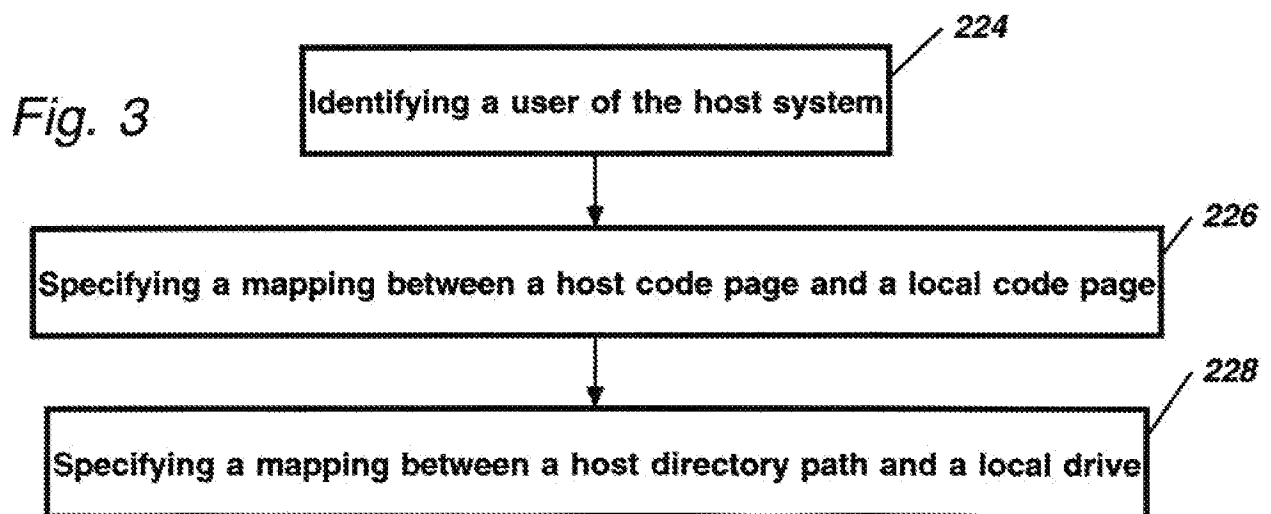 224
Fig. 3
Identifying a user of the host system
226
Specifying a mapping between a host code page and a local code page
228
Specifying a mapping between a host directory path and a local drive